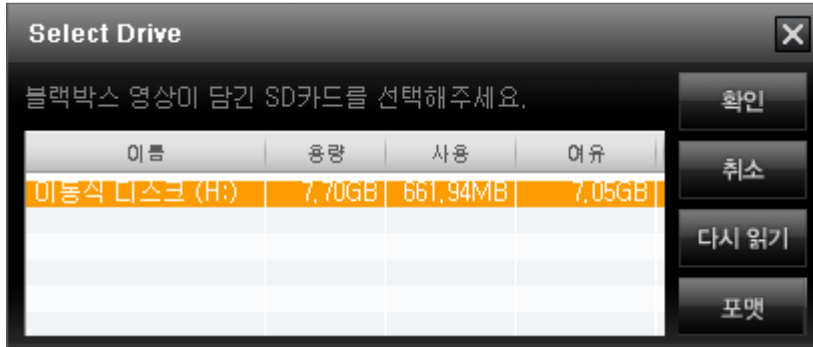 Select Drive
블랙박스 영상이 담긴 SD카드를 선택해주세요.
확인
이름 용량 사용 여유
취소
이동식 디스크 (H:) 7,70GB 661,94MB 7,05GB
다시 읽기
포맷